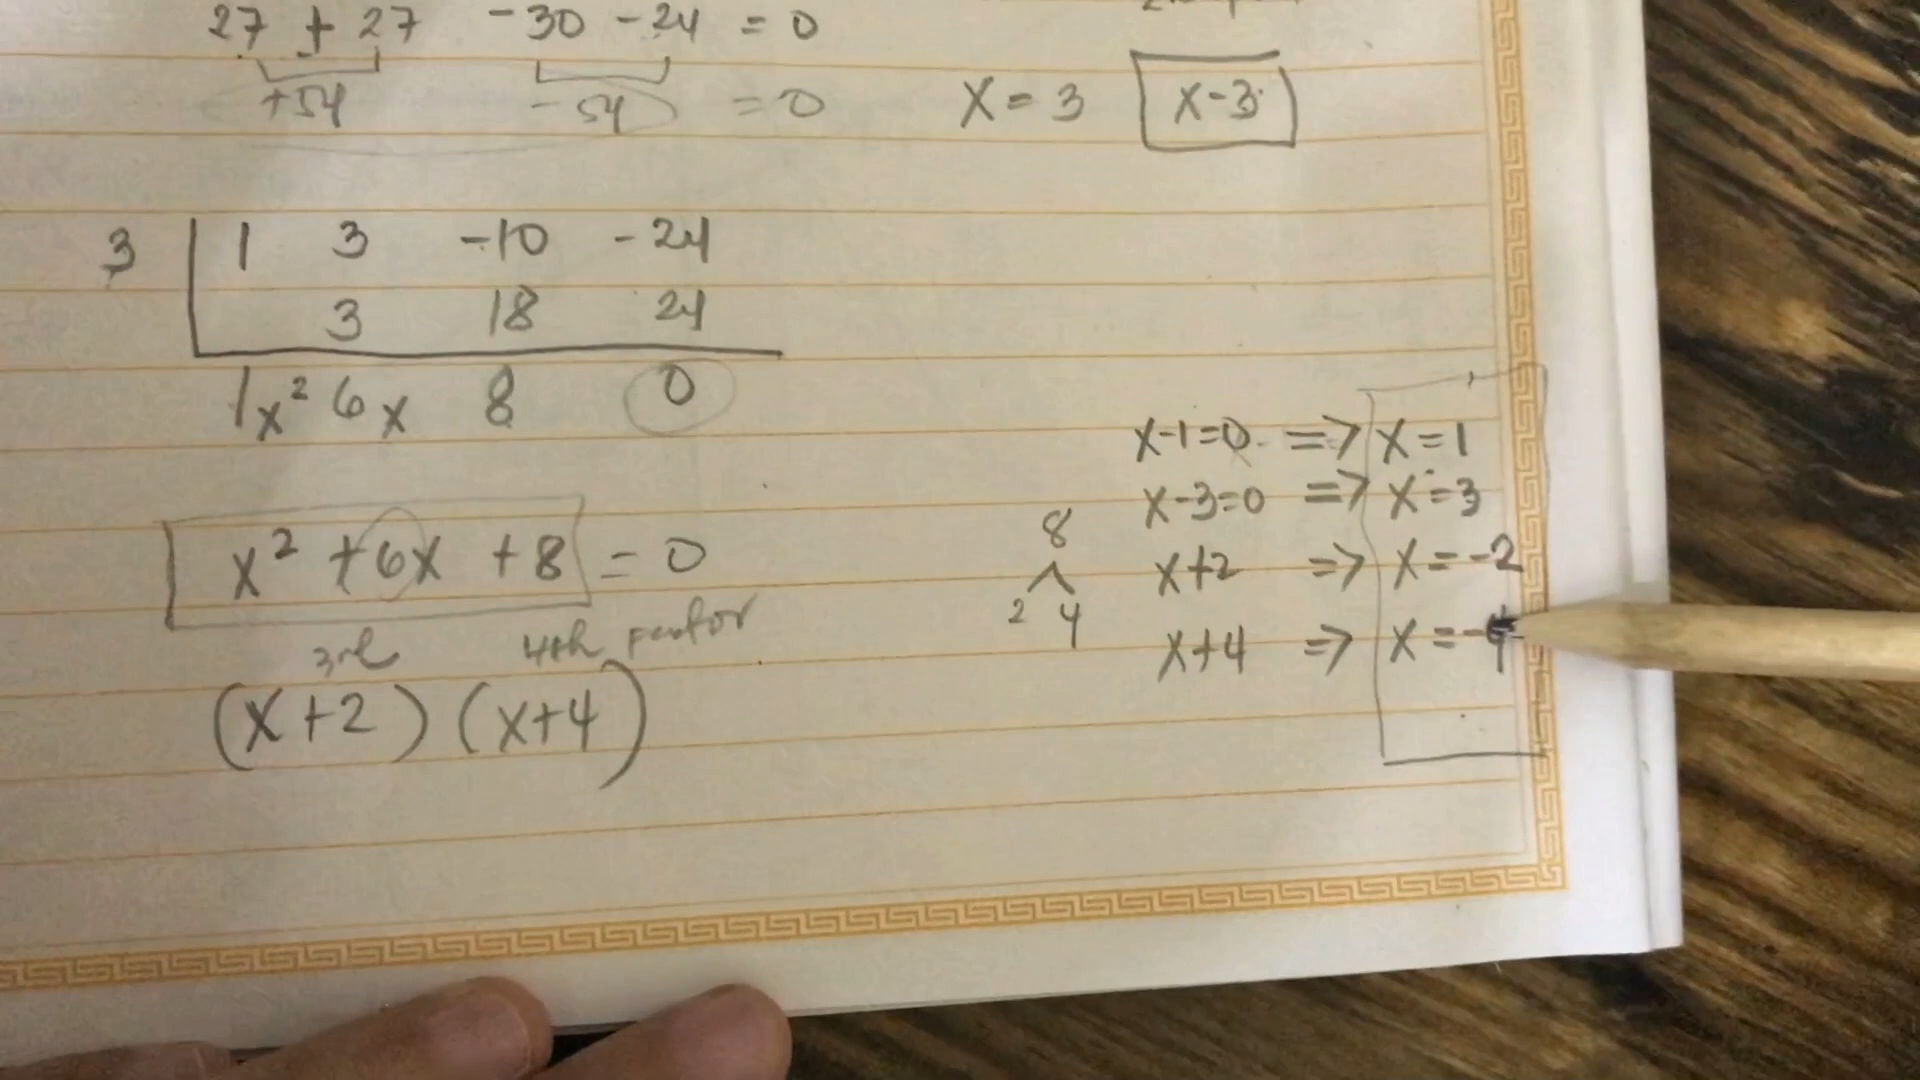 27 + 27 -30 -24 = 0
+54 -54 = 0
x = 3 x-3
3 1 3 -10 -24
3 18 24
1x² 6x 8 0
x² +6x +8 = 0
3rd 4th factor
(x+2) (x+4)
8
2 4
x-1=0 => x=1
x-3=0 => x=3
x+2 => x=-2
x+4 => x=-4